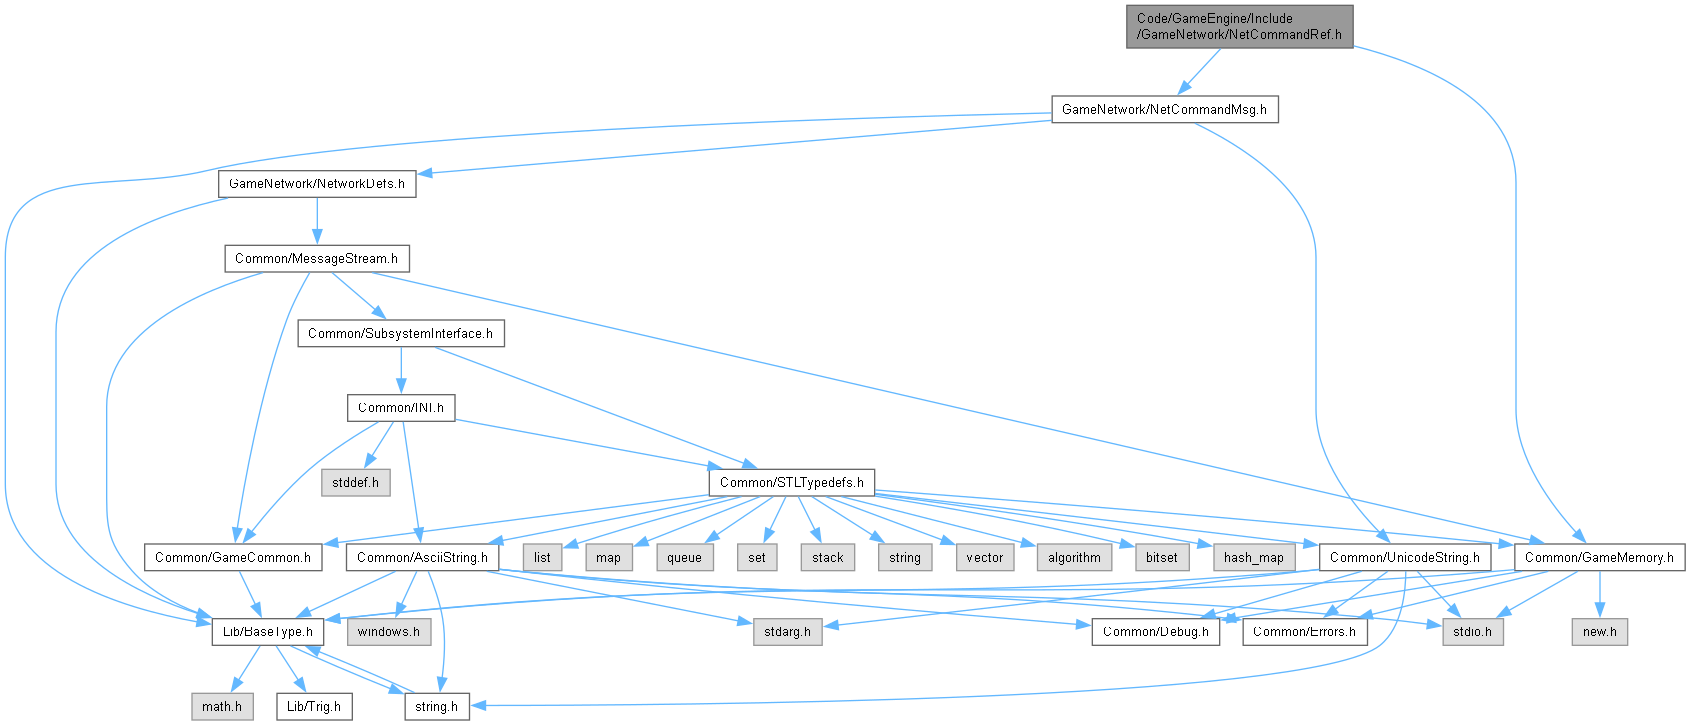 Code/GameEngine/Include
/GameNetwork/NetCommandRef.h
GameNetwork/NetCommandMsg.h
GameNetwork/NetworkDefs.h
Common/MessageStream.h
Common/SubsystemInterface.h
Common/INI.h
stddef.h
Common/STLTypedefs.h
Common/GameCommon.h
Common/AsciiString.h
list
map
queue
set
stack
string
vector
algorithm
bitset
hash_map
Common/UnicodeString.h
Common/GameMemory.h
Lib/BaseType.h
windows.h
stdarg.h
Common/Debug.h
Common/Errors.h
stdio.h
new.h
math.h
Lib/Trig.h
string.h